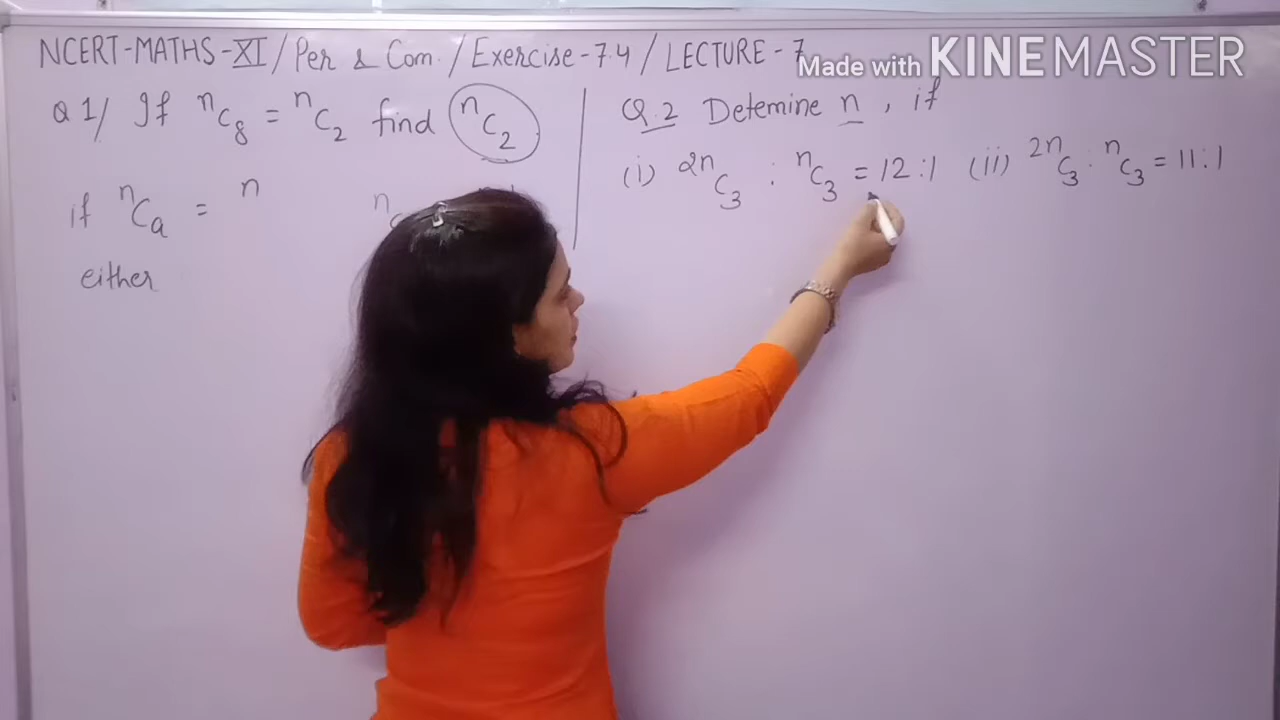 NCERT-MATHS-XI / Per & Com. / Exercise-7.4 / LECTURE - 7
Made with KINEMASTER
Q 1/ If ⁿC₈ = ⁿC₂ find ⁿC₂
if ⁿCₐ = ⁿ
either
Q.2 Detemine n, if
(i) ²ⁿC₃ : ⁿC₃ = 12:1 (ii) ²ⁿC₃ : ⁿC₃ = 11:1